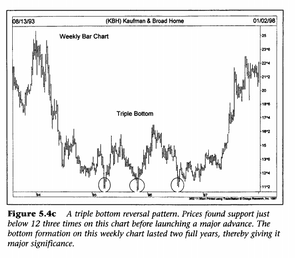 08/13/93 (KBH) Kaufman & Broad Home 01/02/98
Weekly Bar Chart
Triple Bottom
Figure 5.4c A triple bottom reversal pattern. Prices found support just
below 12 three times on this chart before launching a major advance. The
bottom formation on this weekly chart lasted two full years, thereby giving it
major significance.